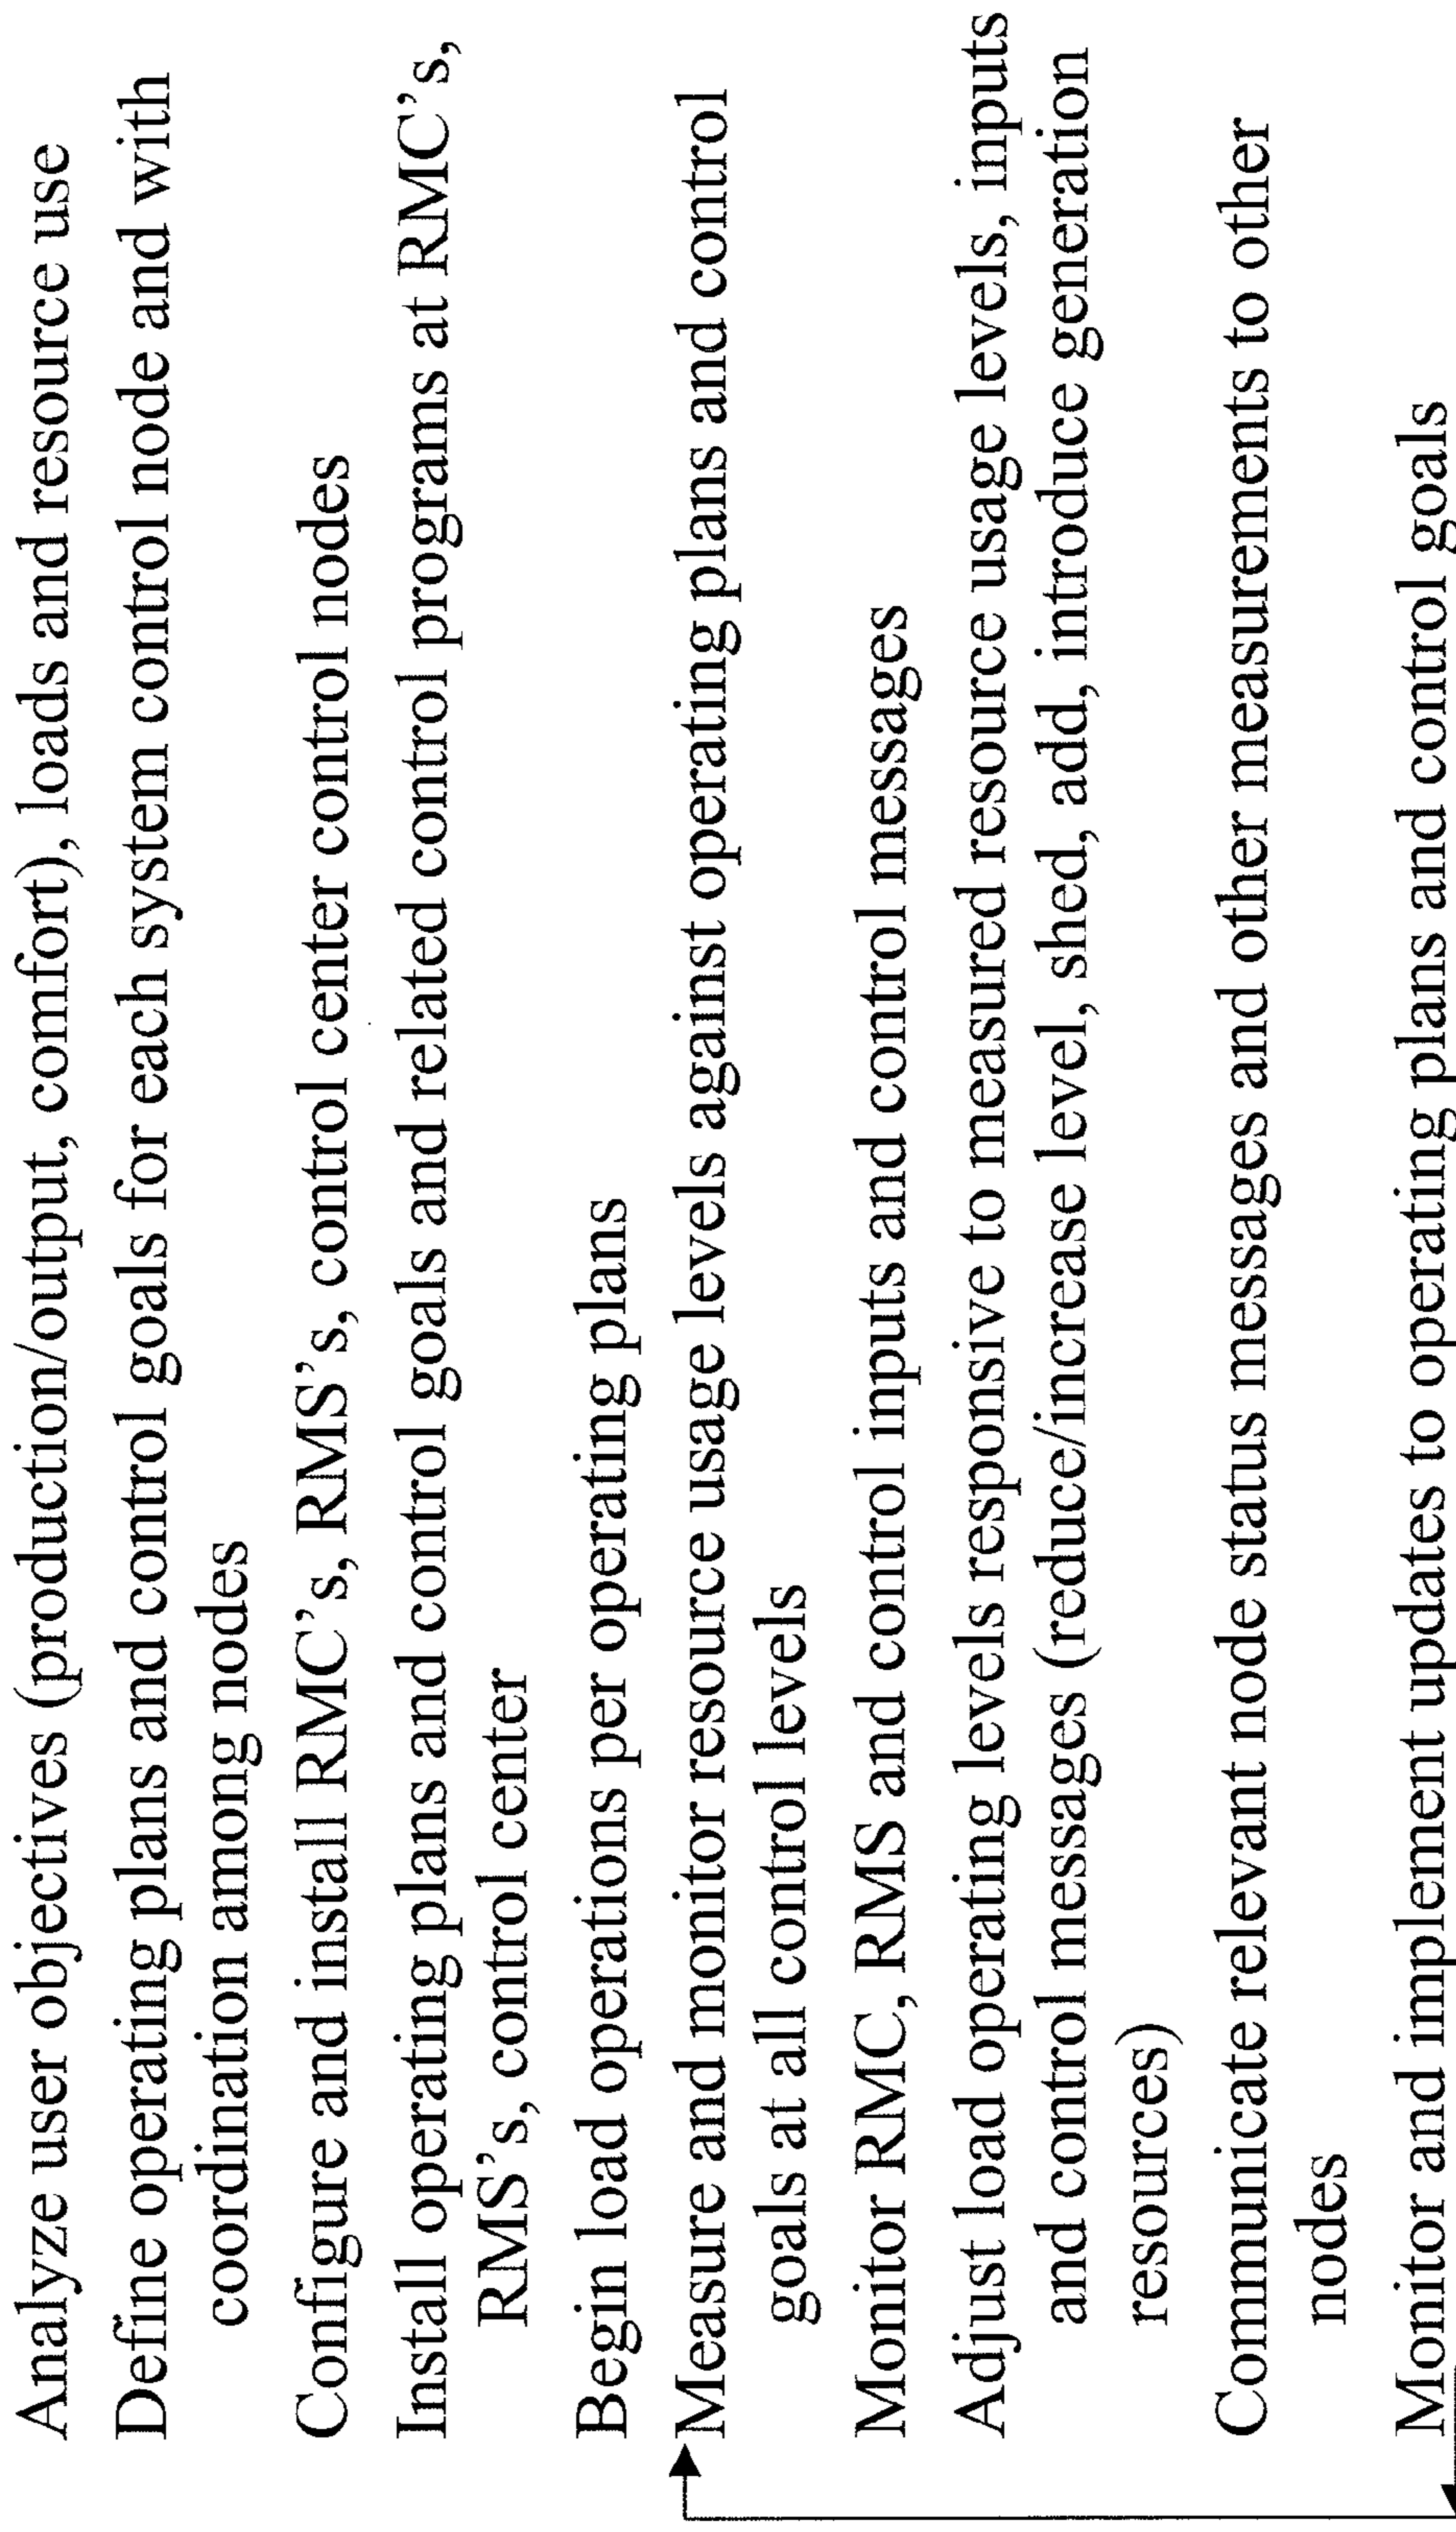 Analyze user objectives (production/output, comfort), loads and resource use
Define operating plans and control goals for each system control node and with
coordination among nodes
Configure and install RMC's, RMS's, control center control nodes
Install operating plans and control goals and related control programs at RMC's,
RMS's, control center
Begin load operations per operating plans
Measure and monitor resource usage levels against operating plans and control
goals at all control levels
Monitor RMC, RMS and control inputs and control messages
Adjust load operating levels responsive to measured resource usage levels, inputs
and control messages (reduce/increase level, shed, add, introduce generation
resources)
Communicate relevant node status messages and other measurements to other
nodes
Monitor and implement updates to operating plans and control goals